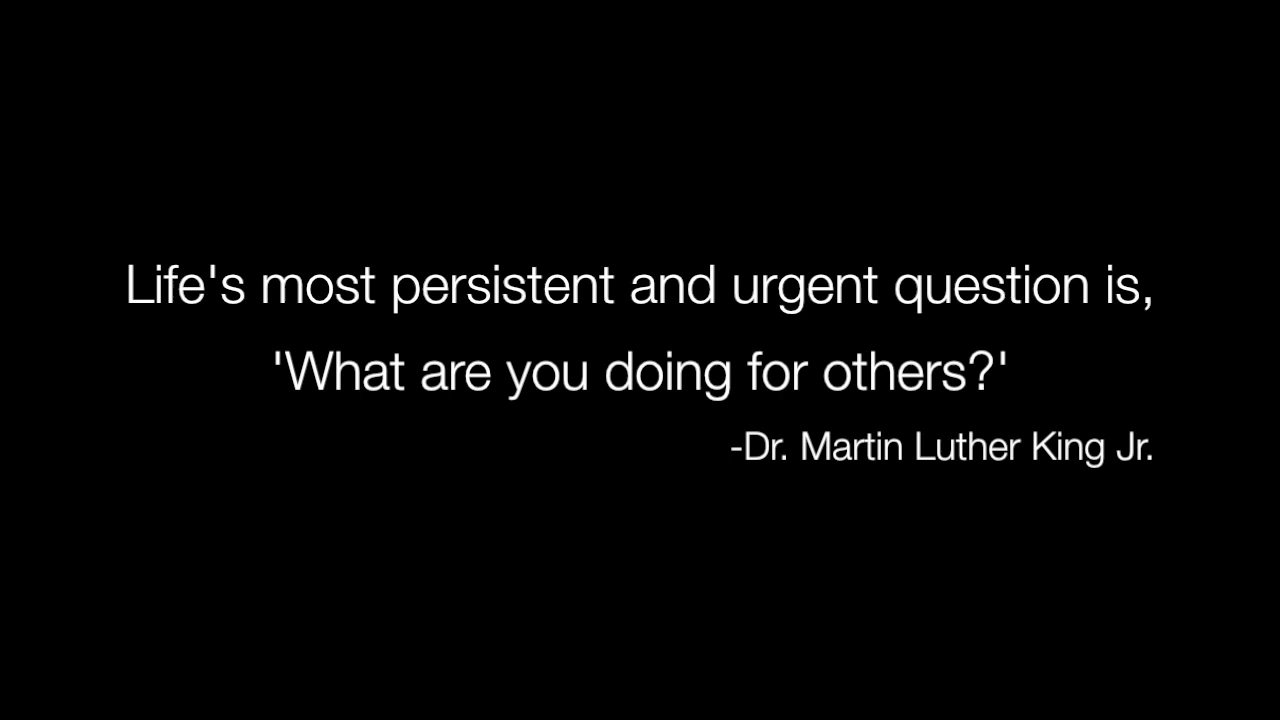 Life's most persistent and urgent question is,
'What are you doing for others?'
-Dr. Martin Luther King Jr.